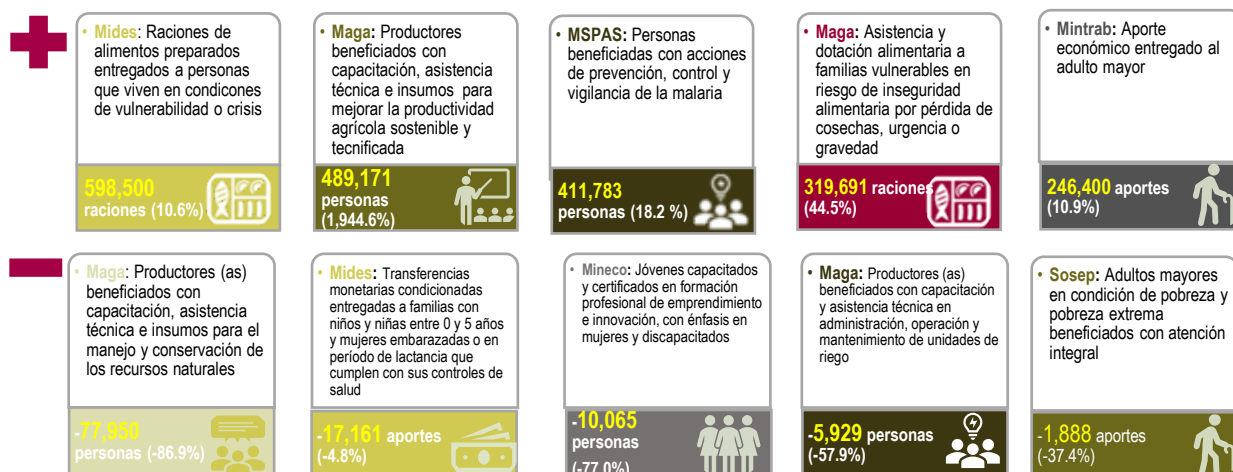 • Mides: Raciones de
alimentos preparados
entregados a personas
que viven en condicones
de vulnerabilidad o crisis
598,500
raciones (10.6%)
• Maga: Productores
beneficiados con
capacitación, asistencia
técnica e insumos para
mejorar la productividad
agrícola sostenible y
tecnificada
489,171
personas
(1,944.6%)
• MSPAS: Personas
beneficiadas con acciones
de prevención, control y
vigilancia de la malaria
411,783
personas (18.2 %)
• Maga: Asistencia y
dotación alimentaria a
familias vulnerables en
riesgo de inseguridad
alimentaria por pérdida de
cosechas, urgencia o
gravedad
319,691 raciones
(44.5%)
• Mintrab: Aporte
económico entregado al
adulto mayor
246,400 aportes
(10.9%)
• Maga: Productores (as)
beneficiados con
capacitación, asistencia
técnica e insumos para el
manejo y conservación de
los recursos naturales
-77,950
personas (-86.9%)
• Mides: Transferencias
monetarias condicionadas
entregadas a familias con
niños y niñas entre 0 y 5 años
y mujeres embarazadas o en
período de lactancia que
cumplen con sus controles de
salud
-17,161 aportes
(-4.8%)
• Mineco: Jóvenes capacitados
y certificados en formación
profesional de emprendimiento
e innovación, con énfasis en
mujeres y discapacitados
-10,065
personas
(-77.0%)
• Maga: Productores (as)
beneficiados con capacitación
y asistencia técnica en
administración, operación y
mantenimiento de unidades de
riego
-5,929 personas
(-57.9%)
• Sosep: Adultos mayores
en condición de pobreza y
pobreza extrema
beneficiados con atención
integral
-1,888 aportes
(-37.4%)